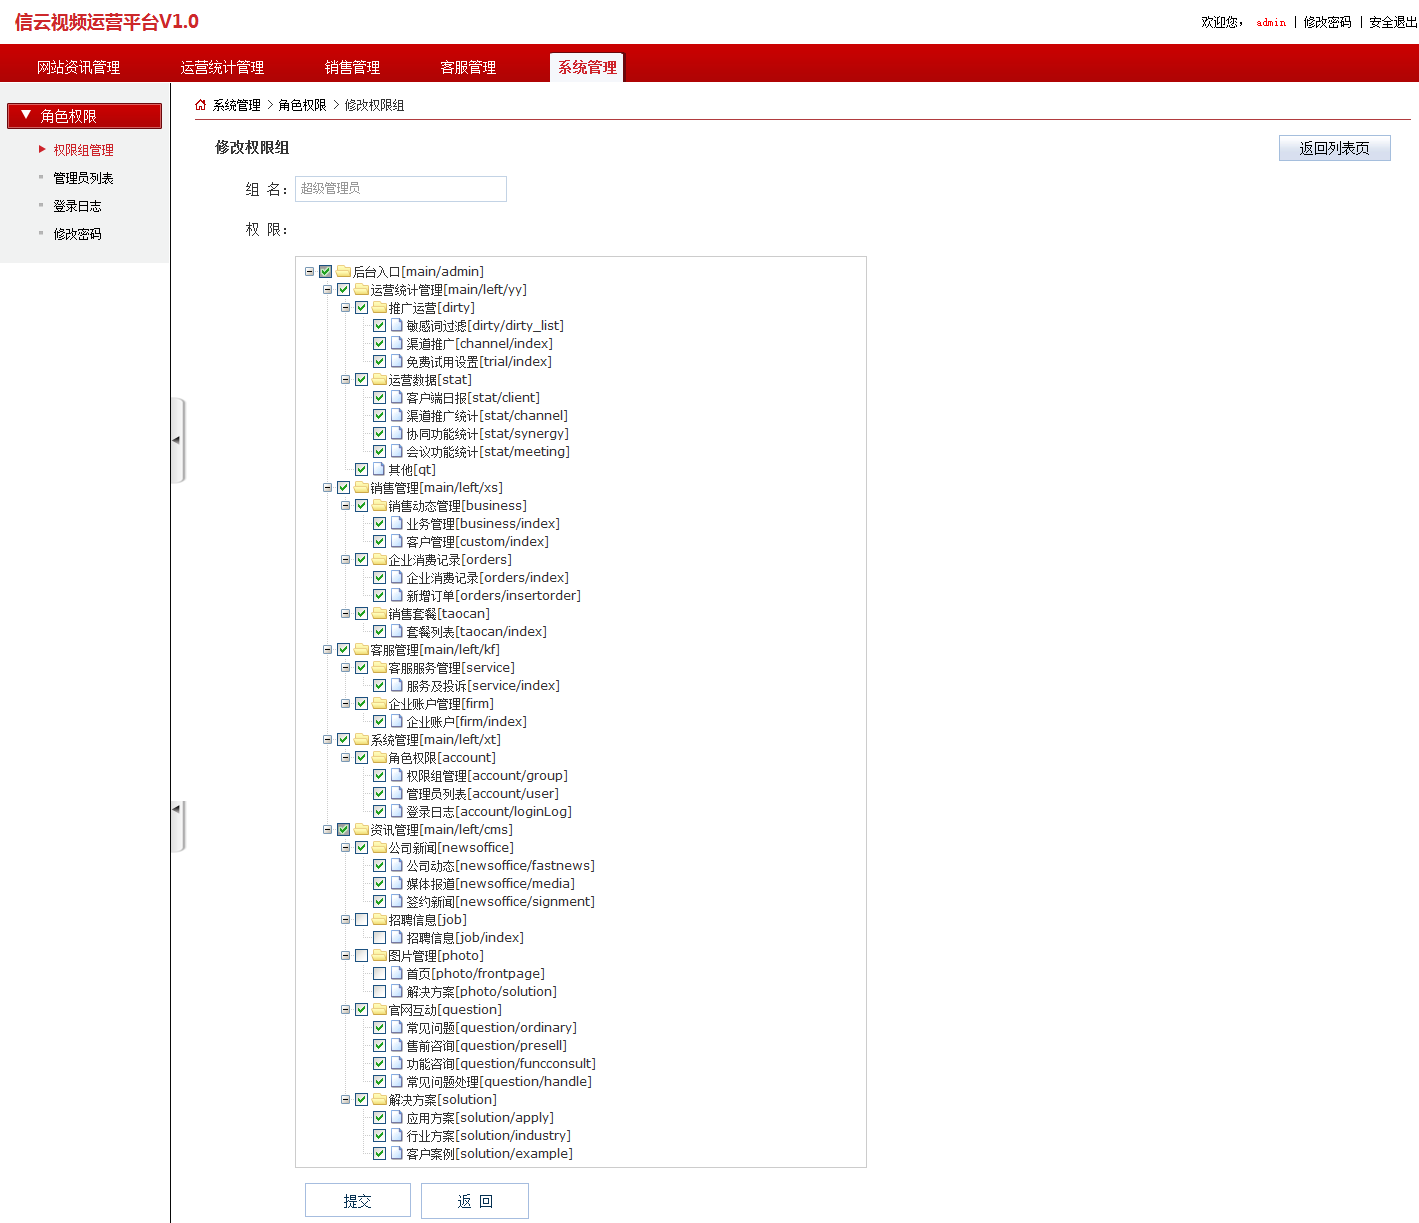 信云视频运营平台V1.0
欢迎您， admin | 修改密码 | 安全退出
网站资讯管理 运营统计管理 销售管理 客服管理 系统管理
角色权限
权限组管理
管理员列表
登录日志
修改密码
系统管理 > 角色权限 > 修改权限组
修改权限组
返回列表页
组 名： 超级管理员
权 限：
后台入口[main/admin]
运营统计管理[main/left/yy]
推广运营[dirty]
敏感词过滤[dirty/dirty_list]
渠道推广[channel/index]
免费试用设置[trial/index]
运营数据[stat]
客户端日报[stat/client]
渠道推广统计[stat/channel]
协同功能统计[stat/synergy]
会议功能统计[stat/meeting]
其他[qt]
销售管理[main/left/xs]
销售动态管理[business]
业务管理[business/index]
客户管理[custom/index]
企业消费记录[orders]
企业消费记录[orders/index]
新增订单[orders/insertorder]
销售套餐[taocan]
套餐列表[taocan/index]
客服管理[main/left/kf]
客服服务管理[service]
服务及投诉[service/index]
企业账户管理[firm]
企业账户[firm/index]
系统管理[main/left/xt]
角色权限[account]
权限组管理[account/group]
管理员列表[account/user]
登录日志[account/loginLog]
资讯管理[main/left/cms]
公司新闻[newsoffice]
公司动态[newsoffice/fastnews]
媒体报道[newsoffice/media]
签约新闻[newsoffice/signment]
招聘信息[job]
招聘信息[job/index]
图片管理[photo]
首页[photo/frontpage]
解决方案[photo/solution]
官网互动[question]
常见问题[question/ordinary]
售前咨询[question/presell]
功能咨询[question/funcconsult]
常见问题处理[question/handle]
解决方案[solution]
应用方案[solution/apply]
行业方案[solution/industry]
客户案例[solution/example]
提交 返 回